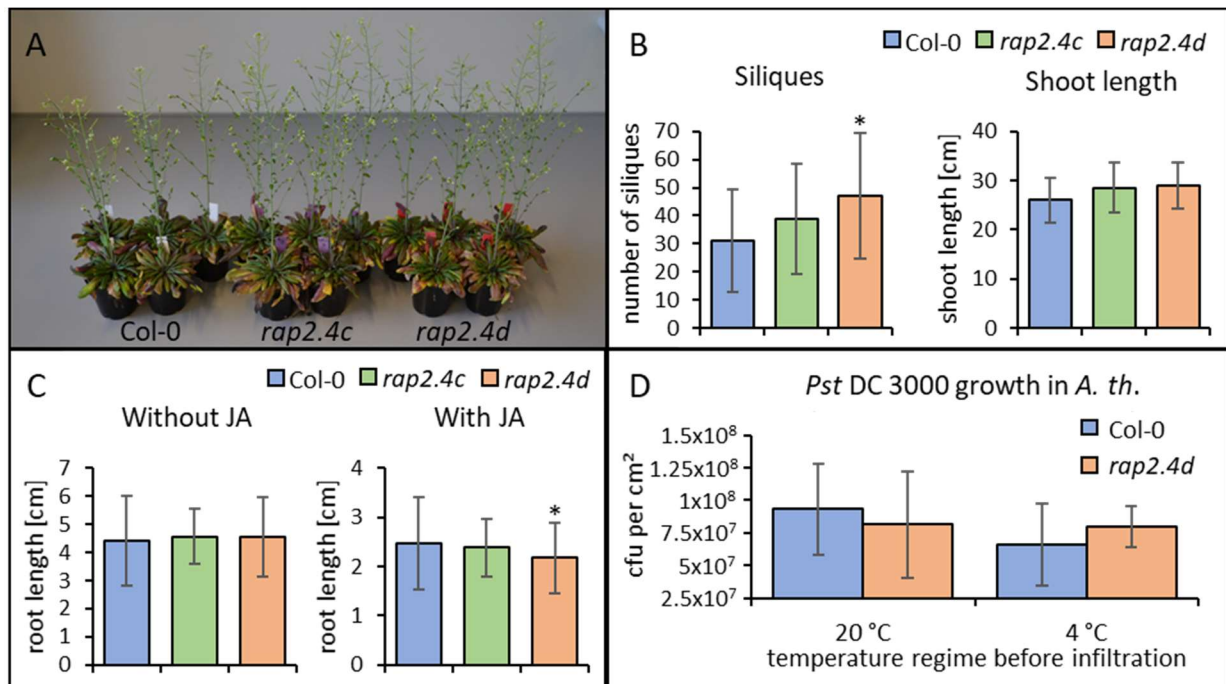 A
Col-0
rap2.4c
rap2.4d
B
Col-0 rap2.4c rap2.4d
Siliques
*
number of siliques
70
60
50
40
30
20
10
0
Shoot length
shoot length [cm]
40
30
20
10
0
C
Col-0 rap2.4c rap2.4d
Without JA
root length [cm]
7
6
5
4
3
2
1
0
With JA
*
root length [cm]
4
3
2
1
0
D
Pst DC 3000 growth in A. th.
Col-0
rap2.4d
cfu per cm²
1.5x10⁸
1.25x10⁸
1x10⁸
7.5x10⁷
5x10⁷
2.5x10⁷
20 °C
4 °C
temperature regime before infiltration